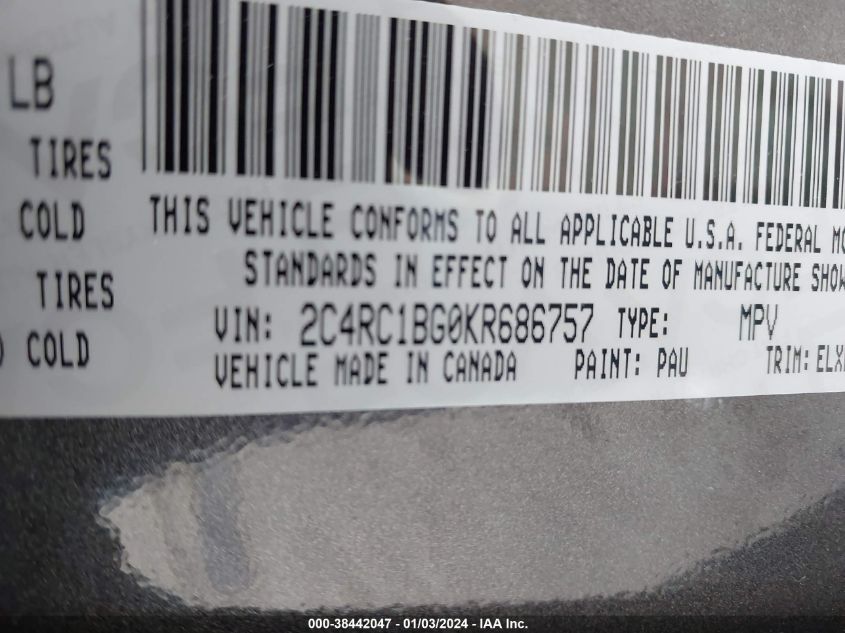 LB
TIRES
COLD
TIRES
COLD
THIS VEHICLE CONFORMS TO ALL APPLICABLE U.S.A. FEDERAL
STANDARDS IN EFFECT ON THE DATE OF MANUFACTURE
VIN: 2C4RC1BG0KR686757 TYPE: MPV
VEHICLE MADE IN CANADA PAINT: PAU TRIM:
000-38442047 - 01/03/2024 - IAA Inc.